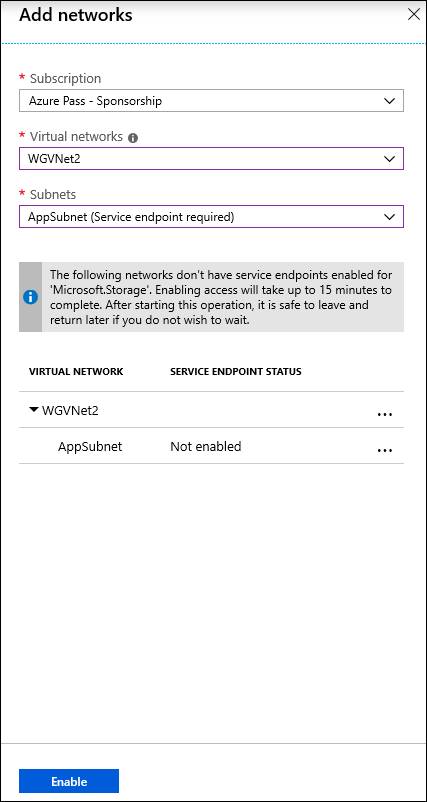 Add networks
* Subscription
Azure Pass - Sponsorship
* Virtual networks
WGVNet2
* Subnets
AppSubnet (Service endpoint required)
The following networks don't have service endpoints enabled for
'Microsoft.Storage'. Enabling access will take up to 15 minutes to
complete. After starting this operation, it is safe to leave and
return later if you do not wish to wait.
VIRTUAL NETWORK SERVICE ENDPOINT STATUS
WGVNet2 ...
AppSubnet Not enabled ...
Enable